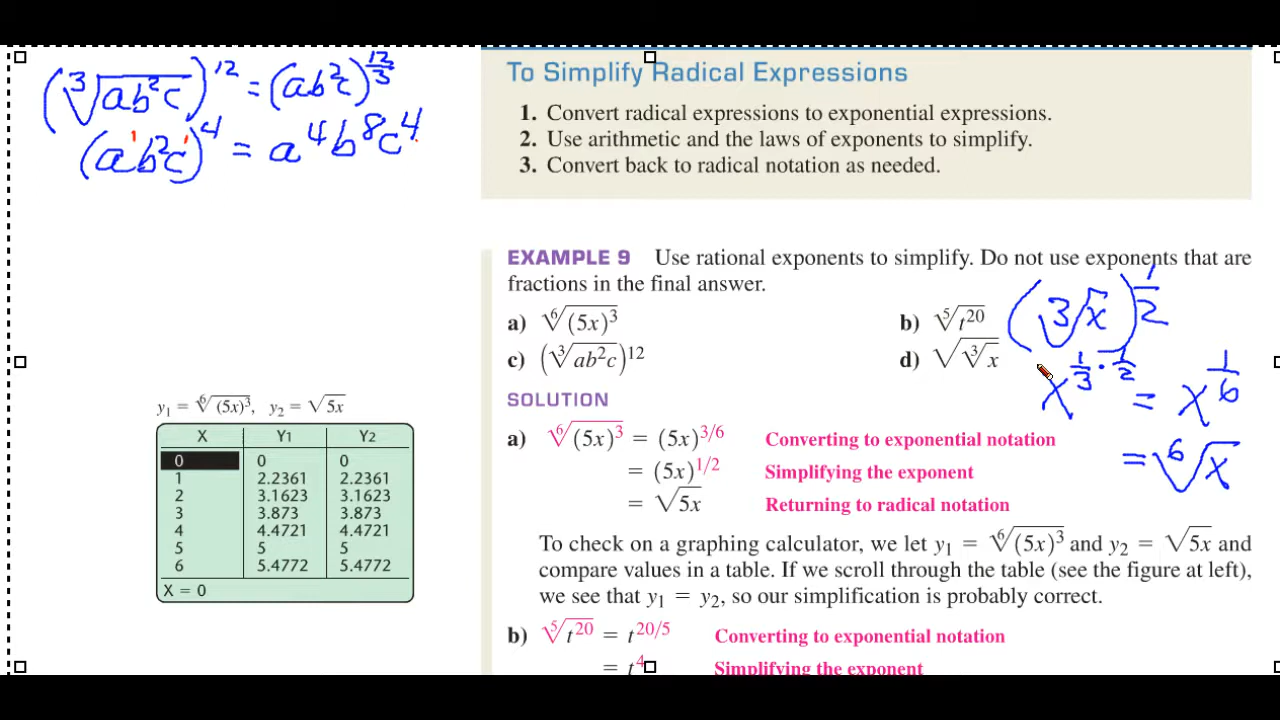 (∛(ab²c))¹² = (ab²c)^(12/3)
(a¹b²c¹)⁴ = a⁴b⁸c⁴
To Simplify Radical Expressions
1. Convert radical expressions to exponential expressions.
2. Use arithmetic and the laws of exponents to simplify.
3. Convert back to radical notation as needed.
EXAMPLE 9 Use rational exponents to simplify. Do not use exponents that are
fractions in the final answer.
a) ⁶√(5x)³ b) ⁵√t²⁰
c) (³√ab²c)¹² d) √³√x
(³√x)^(1/2)
x^(1/3 · 1/2) = x^(1/6)
= ⁶√x
SOLUTION
a) ⁶√(5x)³ = (5x)^3/6 Converting to exponential notation
= (5x)^1/2 Simplifying the exponent
= √5x Returning to radical notation
To check on a graphing calculator, we let y₁ = ⁶√(5x)³ and y₂ = √5x and
compare values in a table. If we scroll through the table (see the figure at left),
we see that y₁ = y₂, so our simplification is probably correct.
b) ⁵√t²⁰ = t^20/5 Converting to exponential notation
= t⁴ Simplifying the exponent
y₁ = ⁶√(5x)³, y₂ = √5x
X Y1 Y2
0 0 0
1 2.2361 2.2361
2 3.1623 3.1623
3 3.873 3.873
4 4.4721 4.4721
5 5 5
6 5.4772 5.4772
X = 0